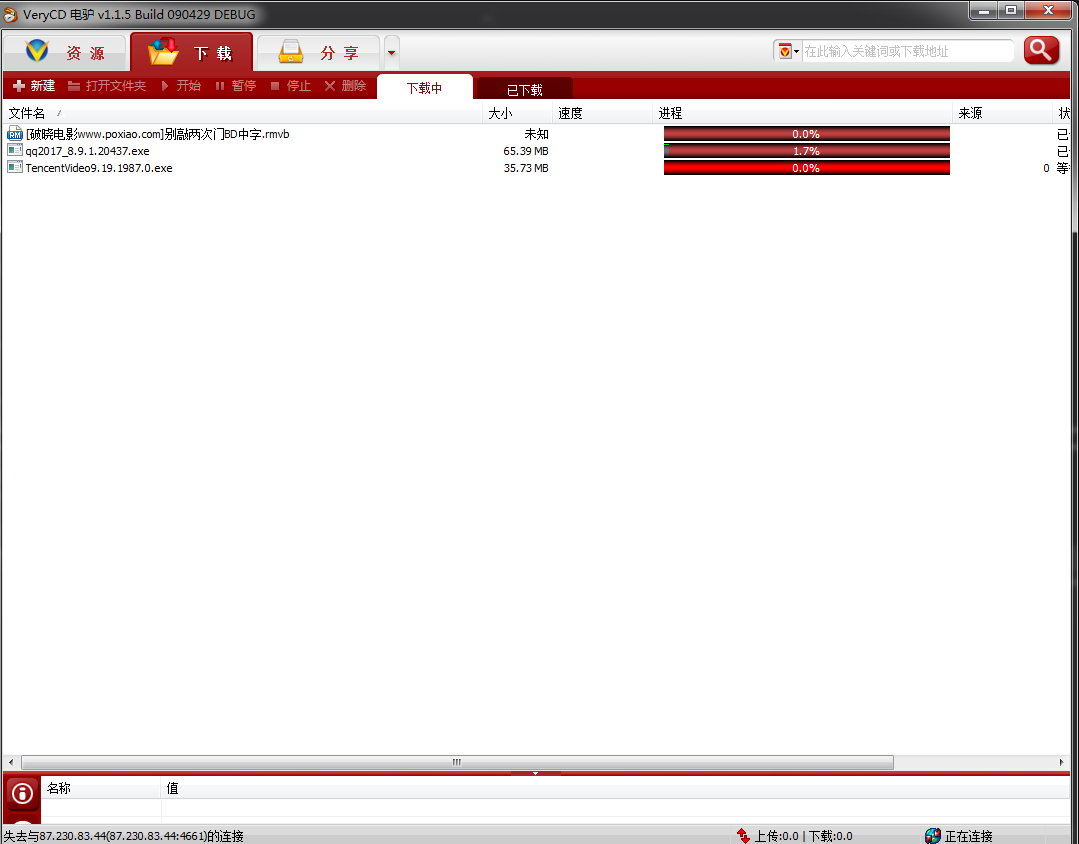 VeryCD 电驴 v1.1.5 Build 090429 DEBUG
资 源 下 载 分 享 在此输入关键词或下载地址
新建 打开文件夹 开始 暂停 停止 删除 下载中 已下载
文件名 大小 速度 进程 来源 状
[破晓电影www.poxiao.com]别敲两次门BD中字.rmvb 未知 0.0% 已
qq2017_8.9.1.20437.exe 65.39 MB 1.7% 已
TencentVideo9.19.1987.0.exe 35.73 MB 0.0% 0 等
名称 值
失去与87.230.83.44(87.230.83.44:4661)的连接 上传:0.0 | 下载:0.0 正在连接